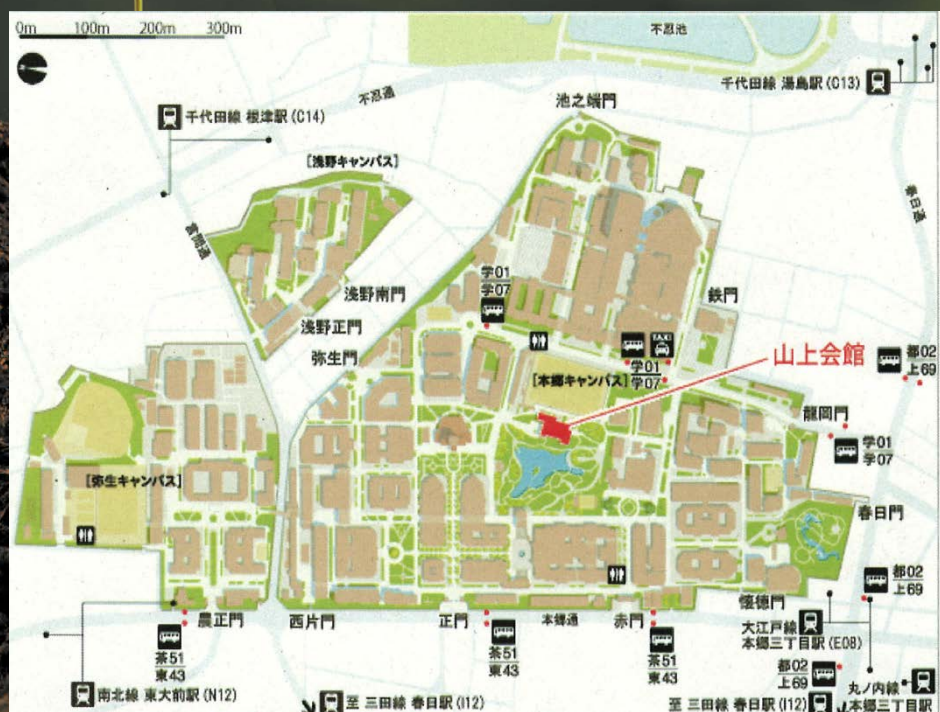 0m 100m 200m 300m
不忍池
千代田線 湯島駅(C13)
不忍通
池之端門
千代田線 根津駅(C14)
[浅野キャンパス]
春日通
言問通
学01
学07
浅野南門
鉄門
浅野正門
弥生門
TAXI
学01
学07
山上会館
[本郷キャンパス]
都02
上69
龍岡門
学01
学07
[弥生キャンパス]
春日門
都02
上69
農正門
西片門
正門
本郷通
赤門
懐徳門
大江戸線
本郷三丁目駅(E08)
茶51
東43
茶51
東43
茶51
東43
都02
上69
南北線 東大前駅(N12)
至 三田線 春日駅(I12)
至 三田線 春日駅(I12)
丸ノ内線
本郷三丁目駅